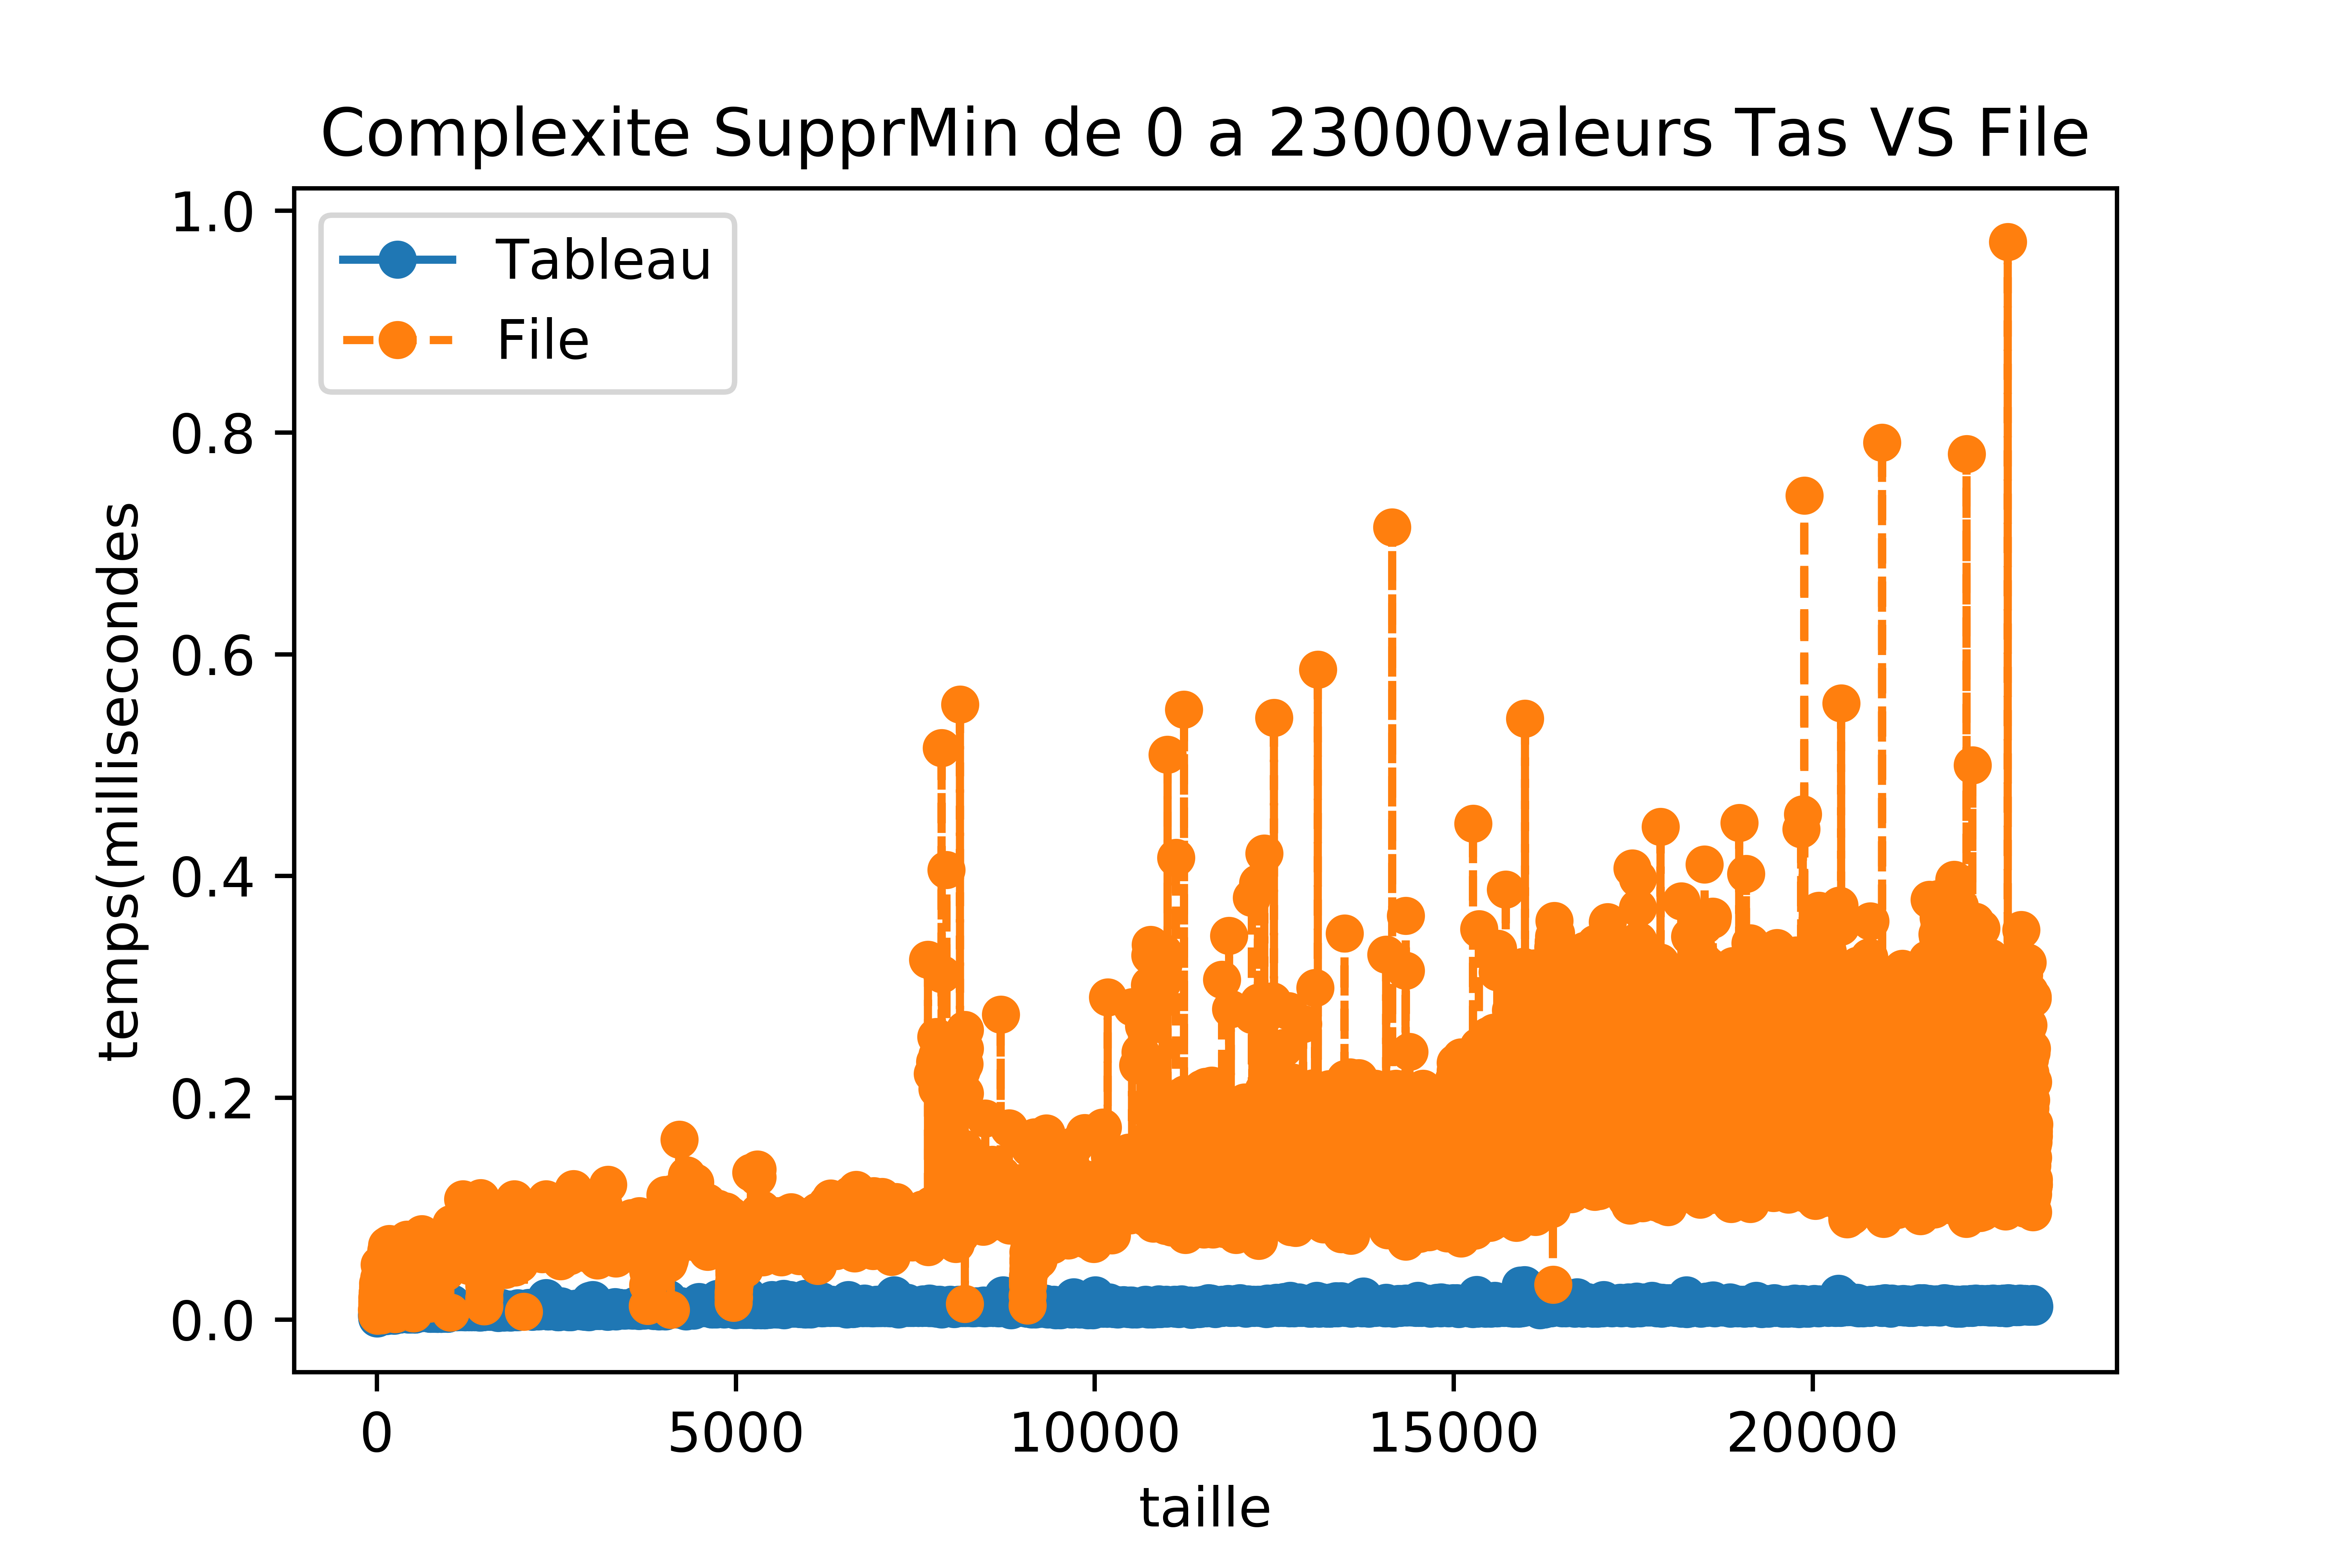 Complexite SupprMin de 0 a 23000valeurs Tas VS File
Tableau
File
1.0
0.8
0.6
0.4
0.2
0.0
temps(millisecondes
0
5000
10000
15000
20000
taille